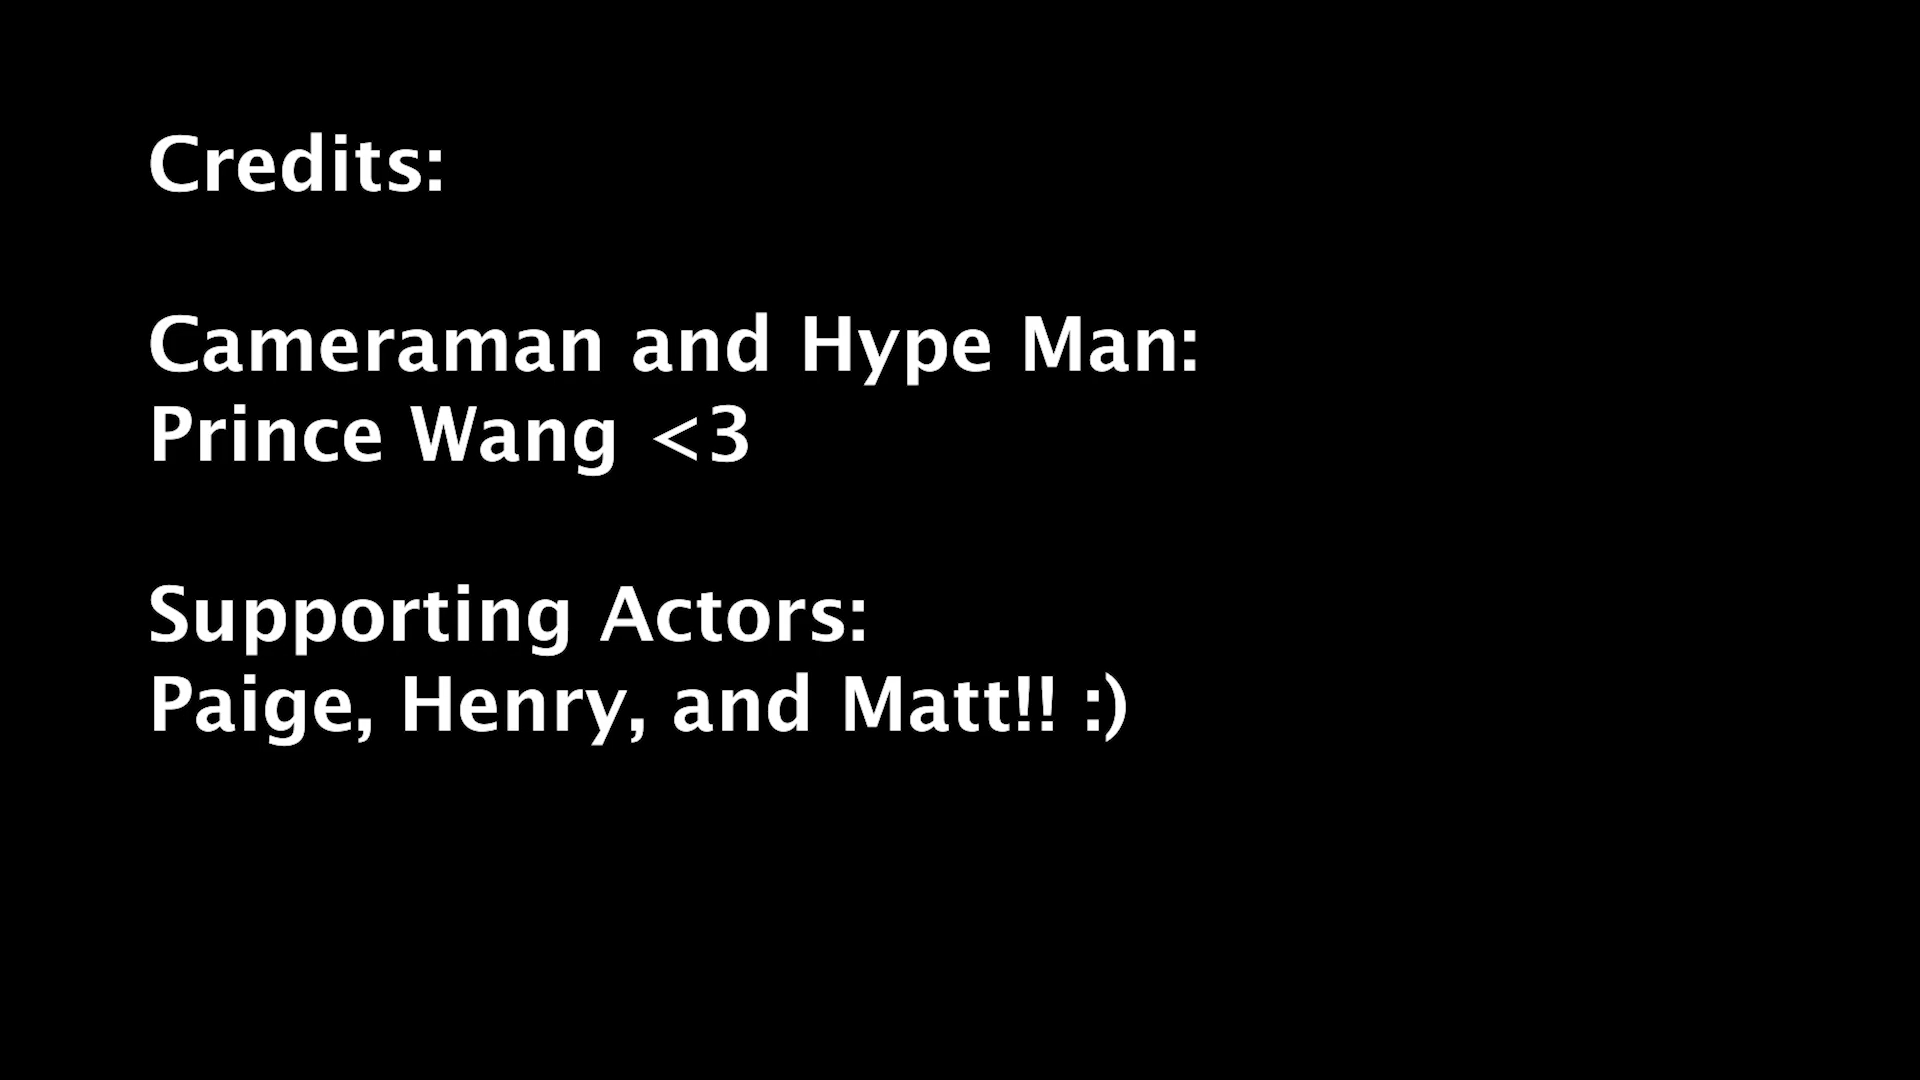 Credits:
Cameraman and Hype Man:
Prince Wang <3
Supporting Actors:
Paige, Henry, and Matt!! :)